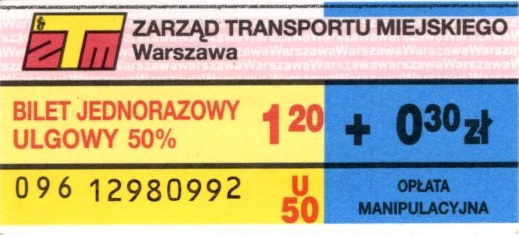 ZTM
ZARZĄD TRANSPORTU MIEJSKIEGO
Warszawa
WarszawaWarszawaWarszawaWarszawa
BILET JEDNORAZOWY
ULGOWY 50%
1 20 + 0 30 zł
096 12980992
U
50
OPŁATA
MANIPULACYJNA